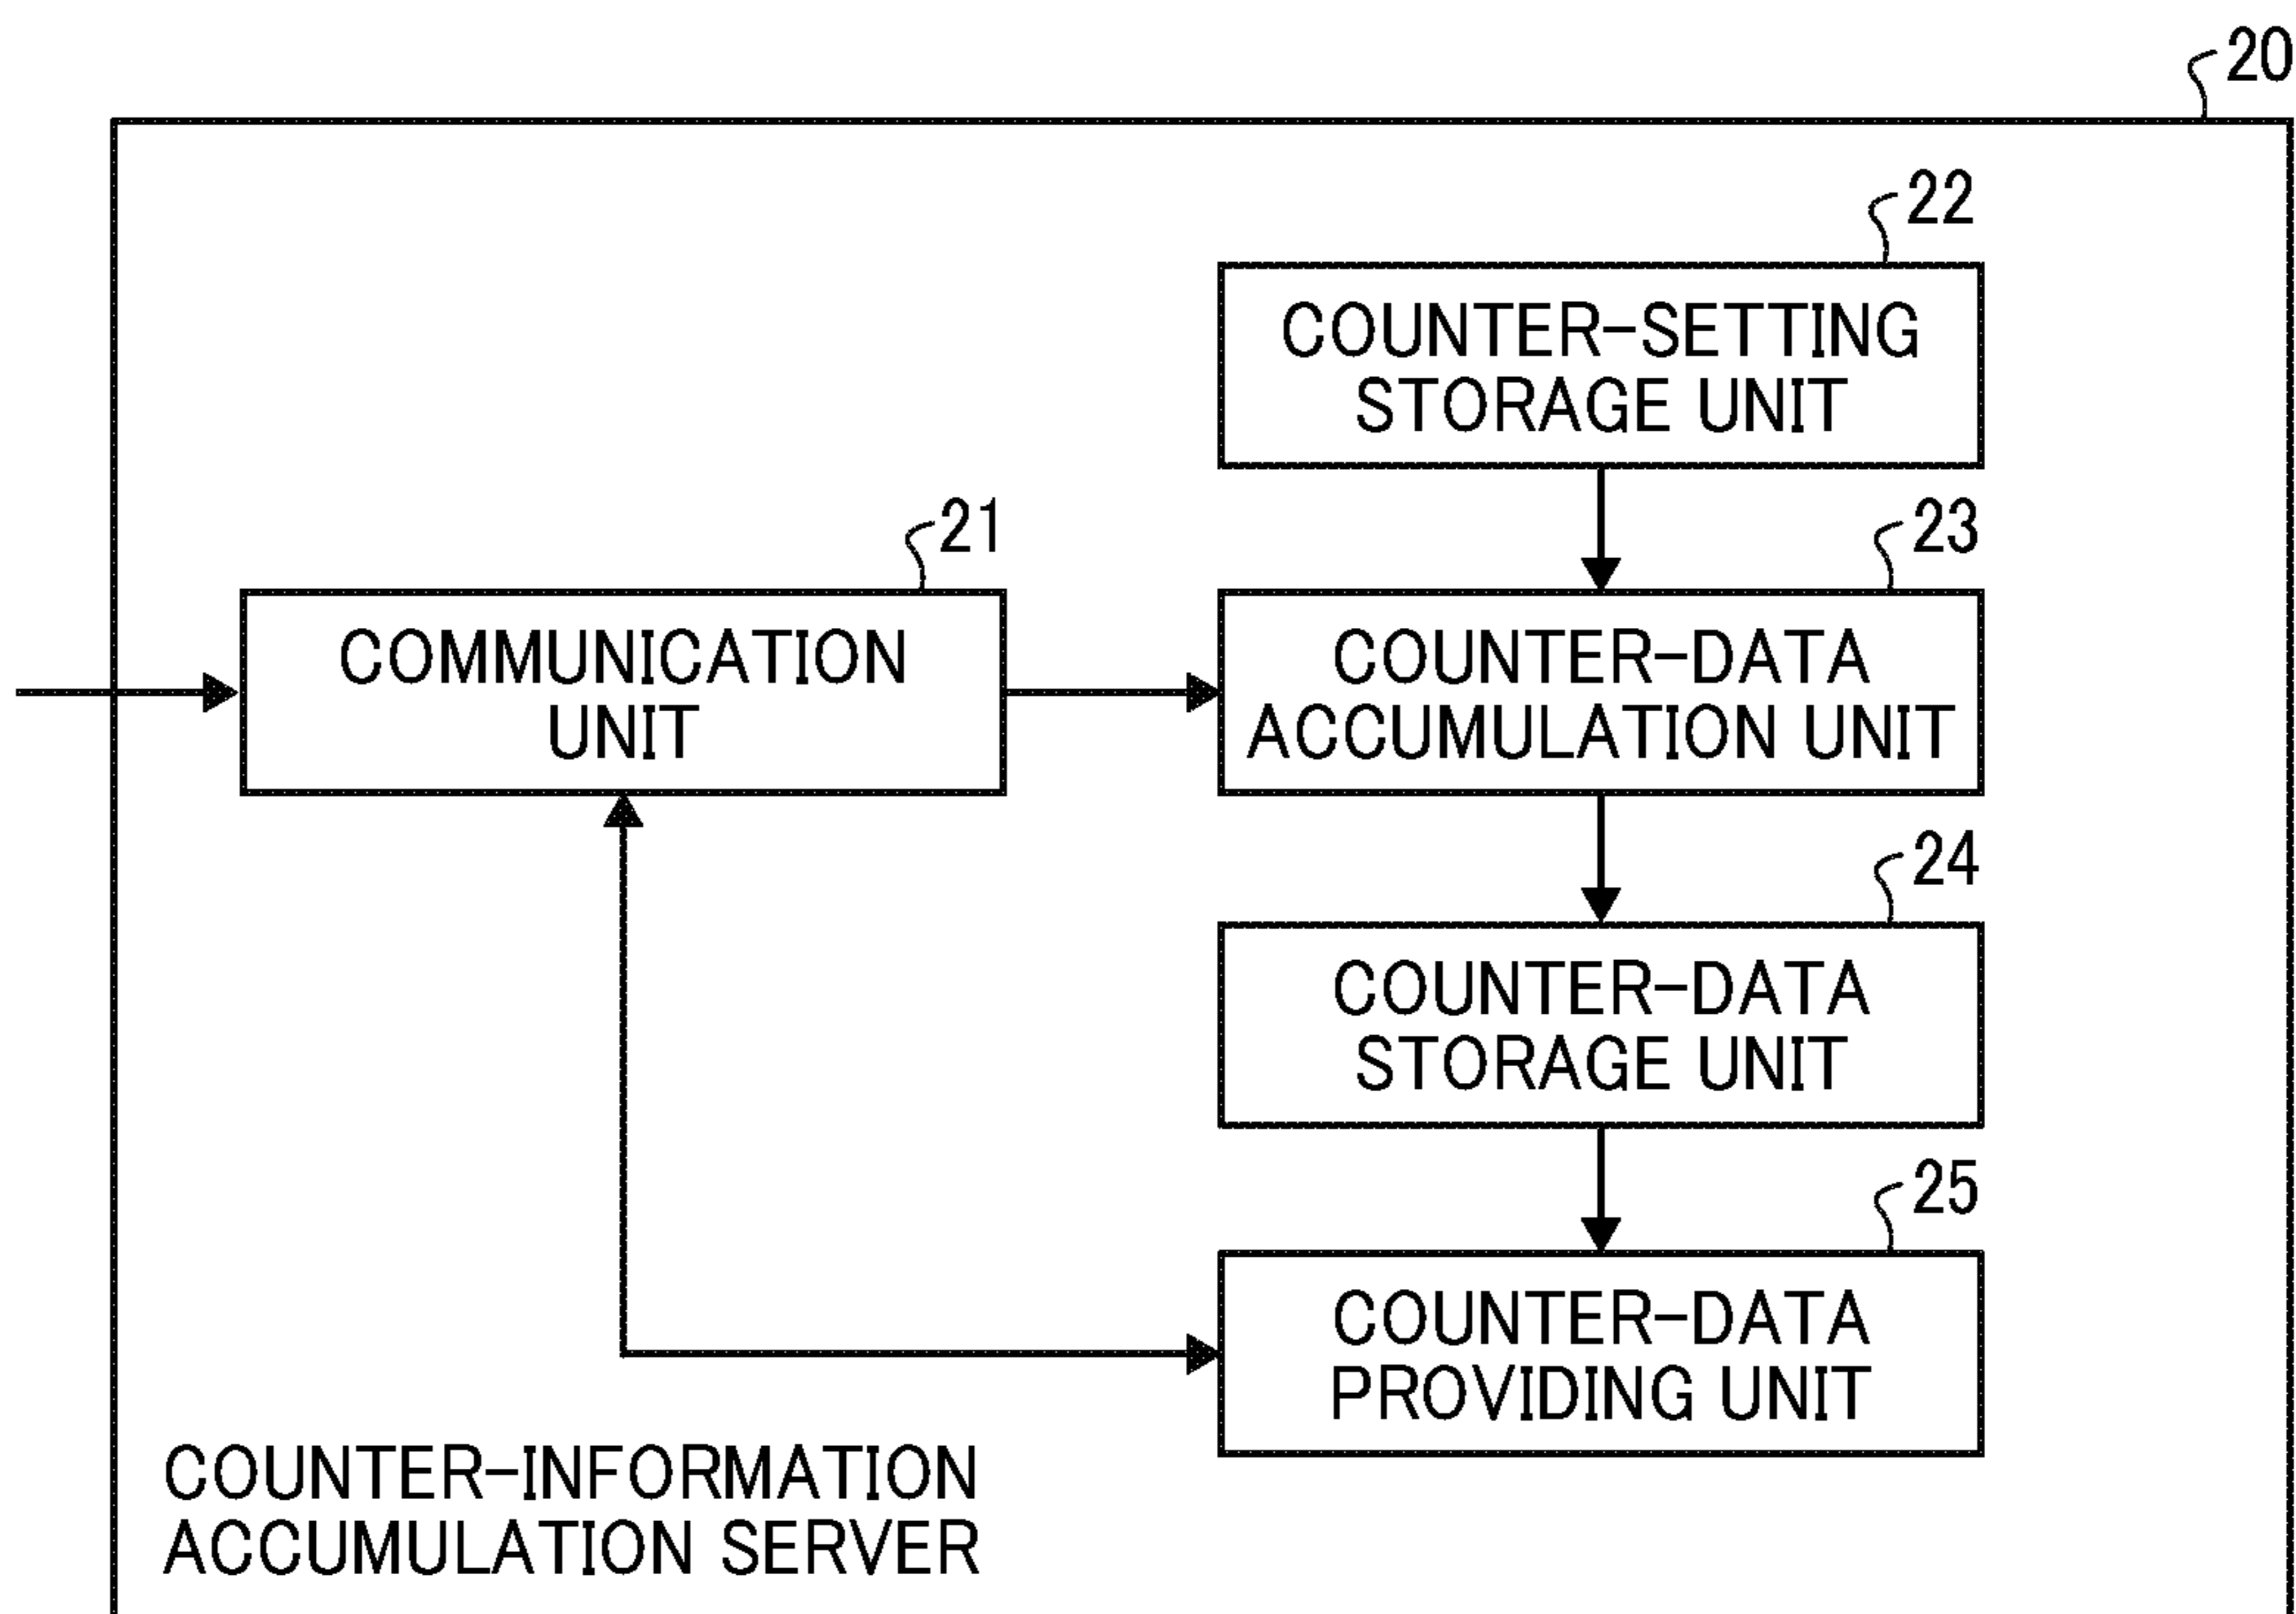 20
22
COUNTER-SETTING
STORAGE UNIT
21
23
COMMUNICATION
UNIT
COUNTER-DATA
ACCUMULATION UNIT
24
COUNTER-DATA
STORAGE UNIT
25
COUNTER-DATA
PROVIDING UNIT
COUNTER-INFORMATION
ACCUMULATION SERVER